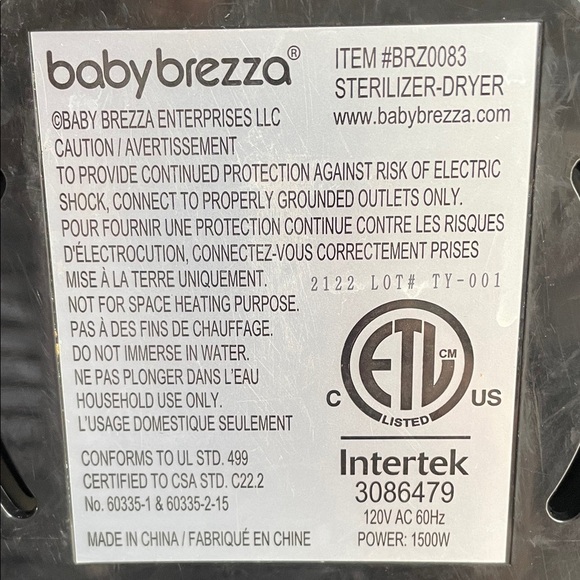 babybrezza®
ITEM #BRZ0083
STERILIZER-DRYER
©BABY BREZZA ENTERPRISES LLC
www.babybrezza.com
CAUTION / AVERTISSEMENT
TO PROVIDE CONTINUED PROTECTION AGAINST RISK OF ELECTRIC
SHOCK, CONNECT TO PROPERLY GROUNDED OUTLETS ONLY.
POUR FOURNIR UNE PROTECTION CONTINUE CONTRE LES RISQUES
D'ÉLECTROCUTION, CONNECTEZ-VOUS CORRECTEMENT PRISES
MISE À LA TERRE UNIQUEMENT.
2122 LOT# TY-001
NOT FOR SPACE HEATING PURPOSE.
PAS À DES FINS DE CHAUFFAGE.
DO NOT IMMERSE IN WATER.
NE PAS PLONGER DANS L'EAU
HOUSEHOLD USE ONLY.
L'USAGE DOMESTIQUE SEULEMENT
ETL CM
C US
LISTED
Intertek
3086479
120V AC 60Hz
POWER: 1500W
CONFORMS TO UL STD. 499
CERTIFIED TO CSA STD. C22.2
No. 60335-1 & 60335-2-15
MADE IN CHINA / FABRIQUÉ EN CHINE